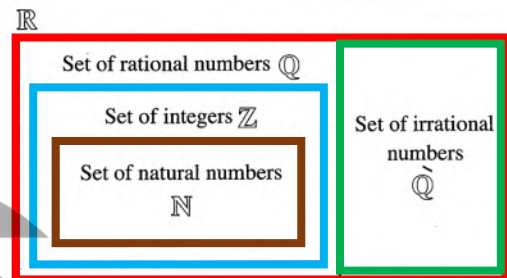 ℝ
Set of rational numbers ℚ
Set of integers ℤ
Set of natural numbers
ℕ
Set of irrational
numbers
ℚ̀